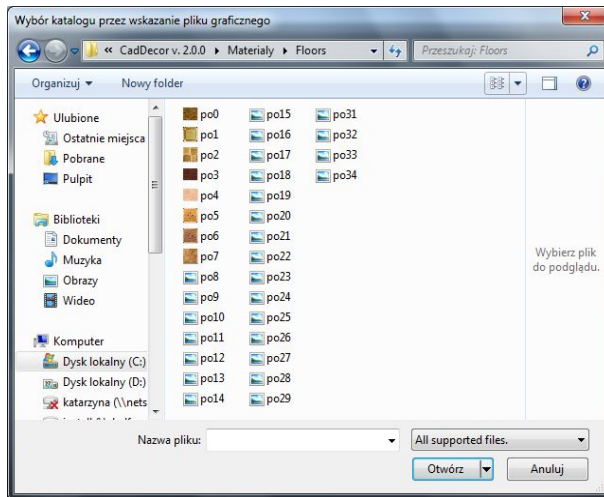 Wybór katalogu przez wskazanie pliku graficznego
« CadDecor v. 2.0.0 Materialy Floors
Przeszukaj: Floors
Organizuj Nowy folder
Ulubione
Ostatnie miejsca
Pobrane
Pulpit
Biblioteki
Dokumenty
Muzyka
Obrazy
Wideo
Komputer
Dysk lokalny (C:)
Dysk lokalny (D:)
katarzyna (\\nets
po0
po1
po2
po3
po4
po5
po6
po7
po8
po9
po10
po11
po12
po13
po14
po15
po16
po17
po18
po19
po20
po21
po22
po23
po24
po25
po26
po27
po28
po29
po31
po32
po33
po34
Wybierz plik
do podglądu.
Nazwa pliku:
All supported files.
Otwórz
Anuluj